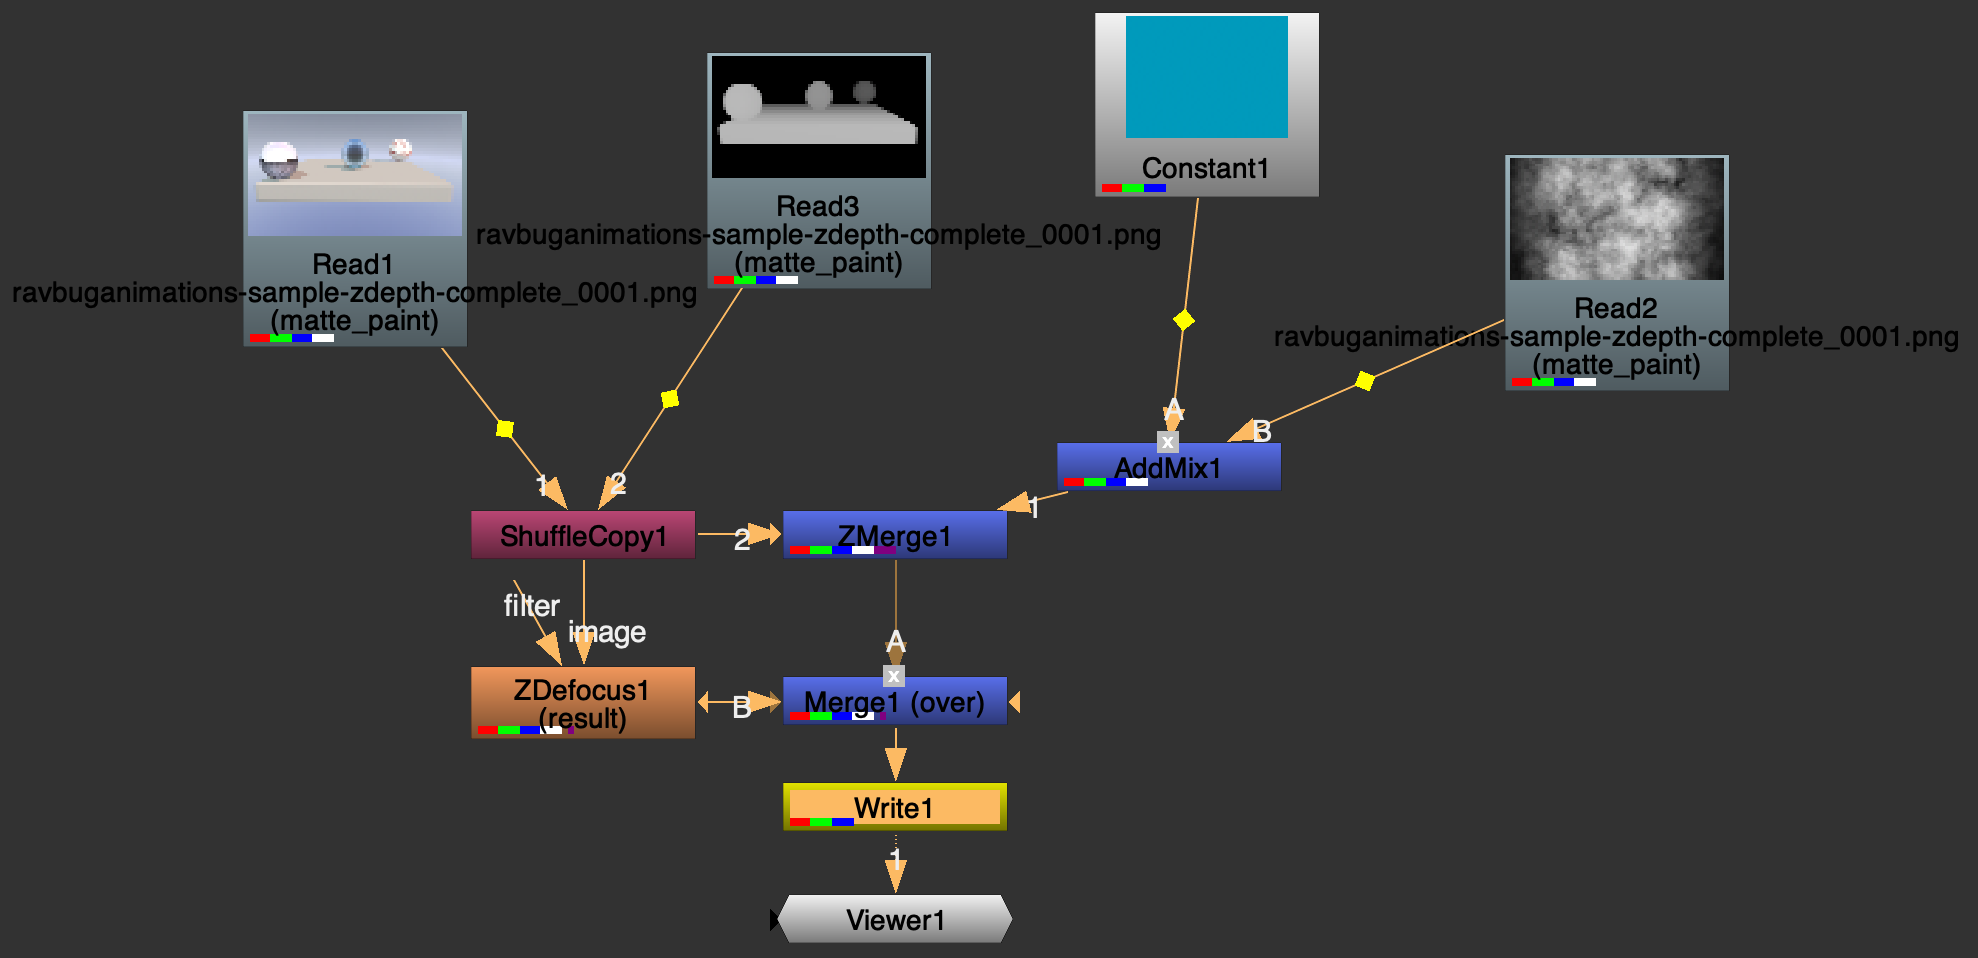 Constant1
Read3
ravbuganimations-sample-zdepth-complete_0001.png
(matte_paint)
Read1
ravbuganimations-sample-zdepth-complete_0001.png
(matte_paint)
Read2
ravbuganimations-sample-zdepth-complete_0001.png
(matte_paint)
A
B
x
AddMix1
1
2
1
ShuffleCopy1
2
ZMerge1
filter
image
A
x
ZDefocus1
(result)
B
Merge1 (over)
Write1
1
Viewer1